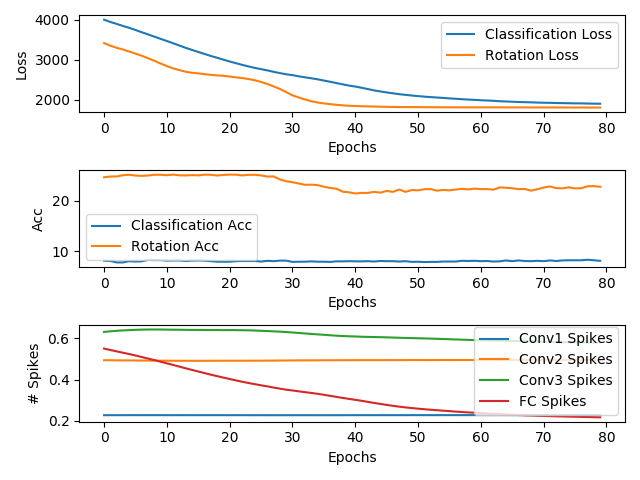 4000
3000
2000
Loss
Classification Loss
Rotation Loss
0 10 20 30 40 50 60 70 80
Epochs
20
10
Acc
Classification Acc
Rotation Acc
0 10 20 30 40 50 60 70 80
Epochs
0.6
0.4
0.2
# Spikes
Conv1 Spikes
Conv2 Spikes
Conv3 Spikes
FC Spikes
0 10 20 30 40 50 60 70 80
Epochs